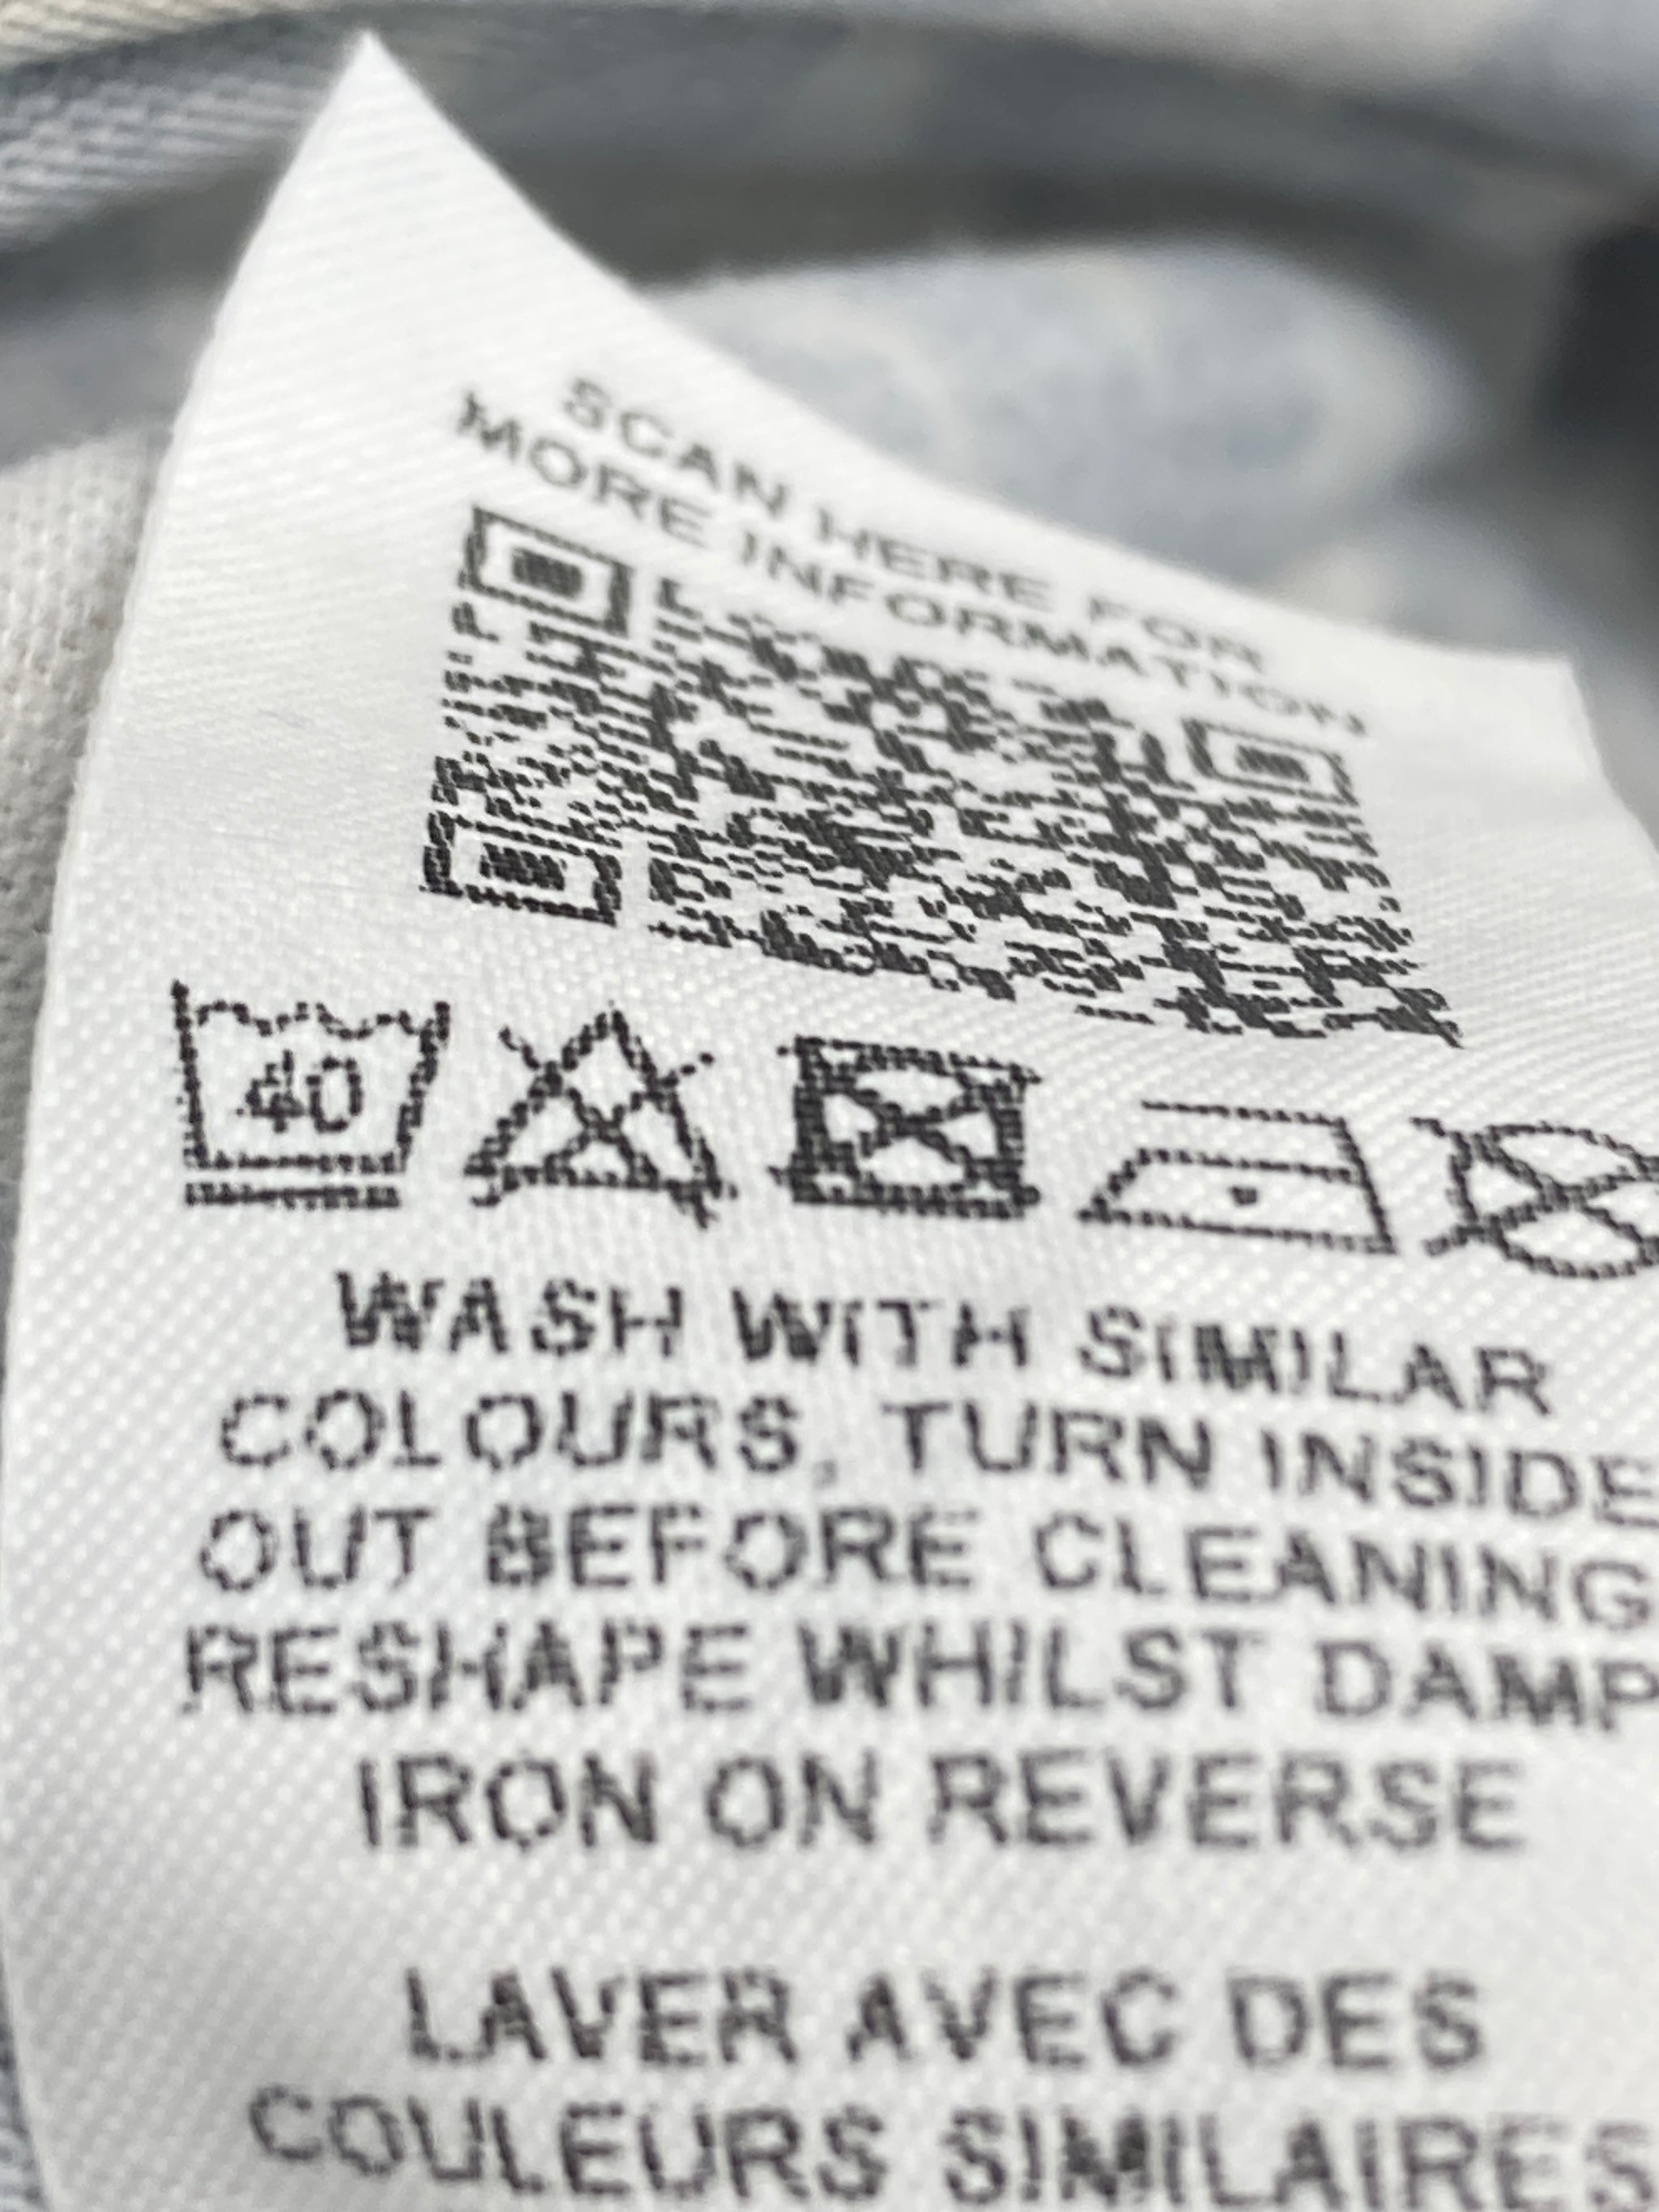 SCAN HERE FOR
MORE INFORMATION
40
WASH WITH SIMILAR
COLOURS, TURN INSIDE
OUT BEFORE CLEANING
RESHAPE WHILST DAMP
IRON ON REVERSE
LAVER AVEC DES
COULEURS SIMILAIRES